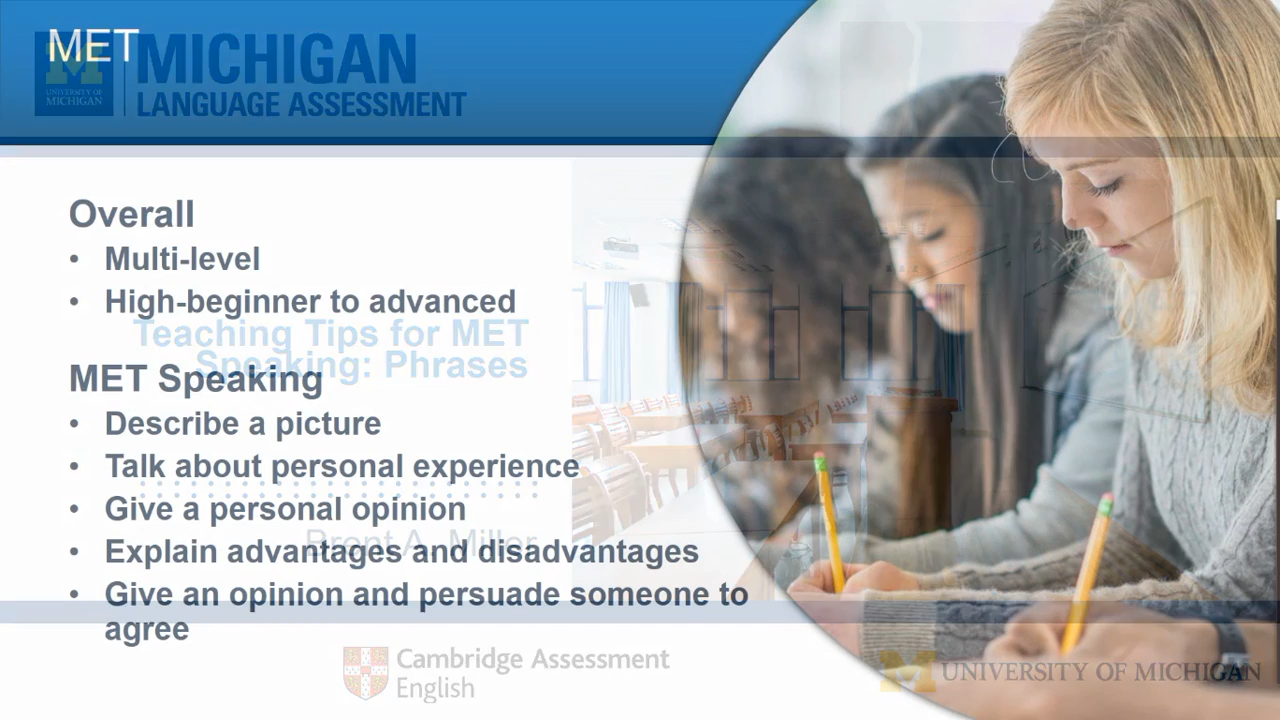 MET
UNIVERSITY OF
MICHIGAN
MICHIGAN
LANGUAGE ASSESSMENT
Overall
• Multi-level
• High-beginner to advanced
Teaching Tips for MET
Speaking: Phrases
MET Speaking
• Describe a picture
• Talk about personal experience
• Give a personal opinion
Brent A. Miller
• Explain advantages and disadvantages
• Give an opinion and persuade someone to
agree
Cambridge Assessment
English
M UNIVERSITY OF MICHIGAN